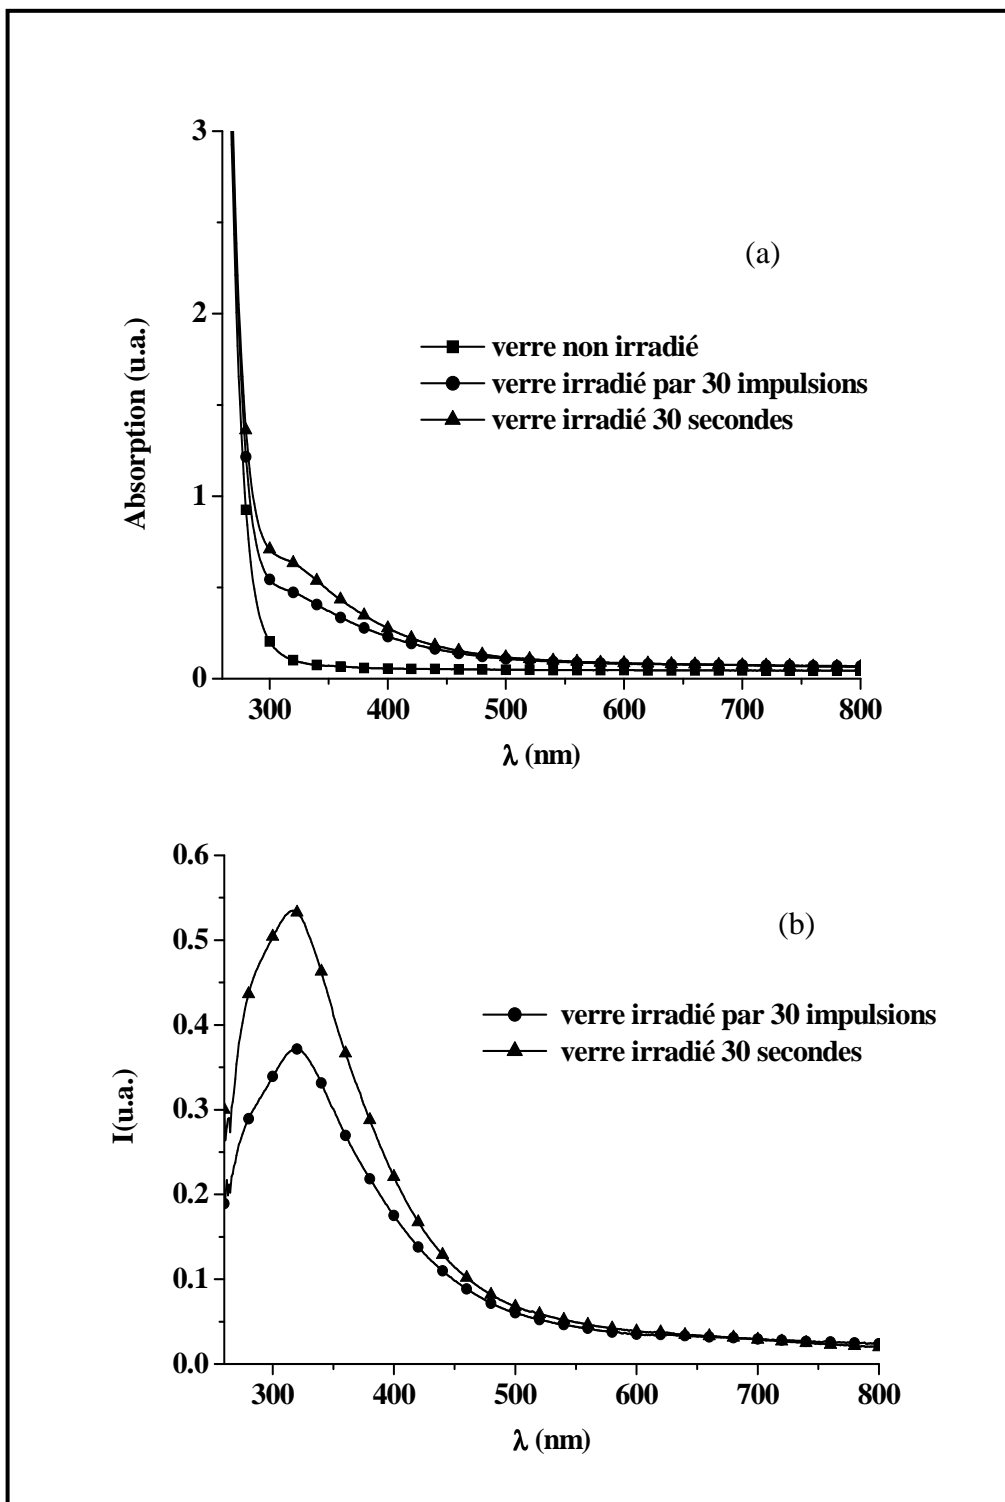 3
(a)
2
verre non irradié
verre irradié par 30 impulsions
verre irradié 30 secondes
Absorption (u.a.)
1
0
300 400 500 600 700 800
λ (nm)
0.6
(b)
0.5
0.4
verre irradié par 30 impulsions
verre irradié 30 secondes
I(u.a.)
0.3
0.2
0.1
0.0
300 400 500 600 700 800
λ (nm)